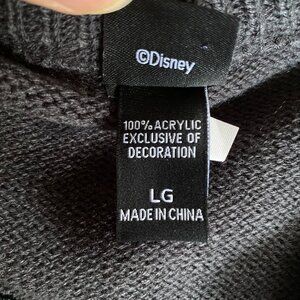 ©Disney
100% ACRYLIC
EXCLUSIVE OF
DECORATION
LG
MADE IN CHINA